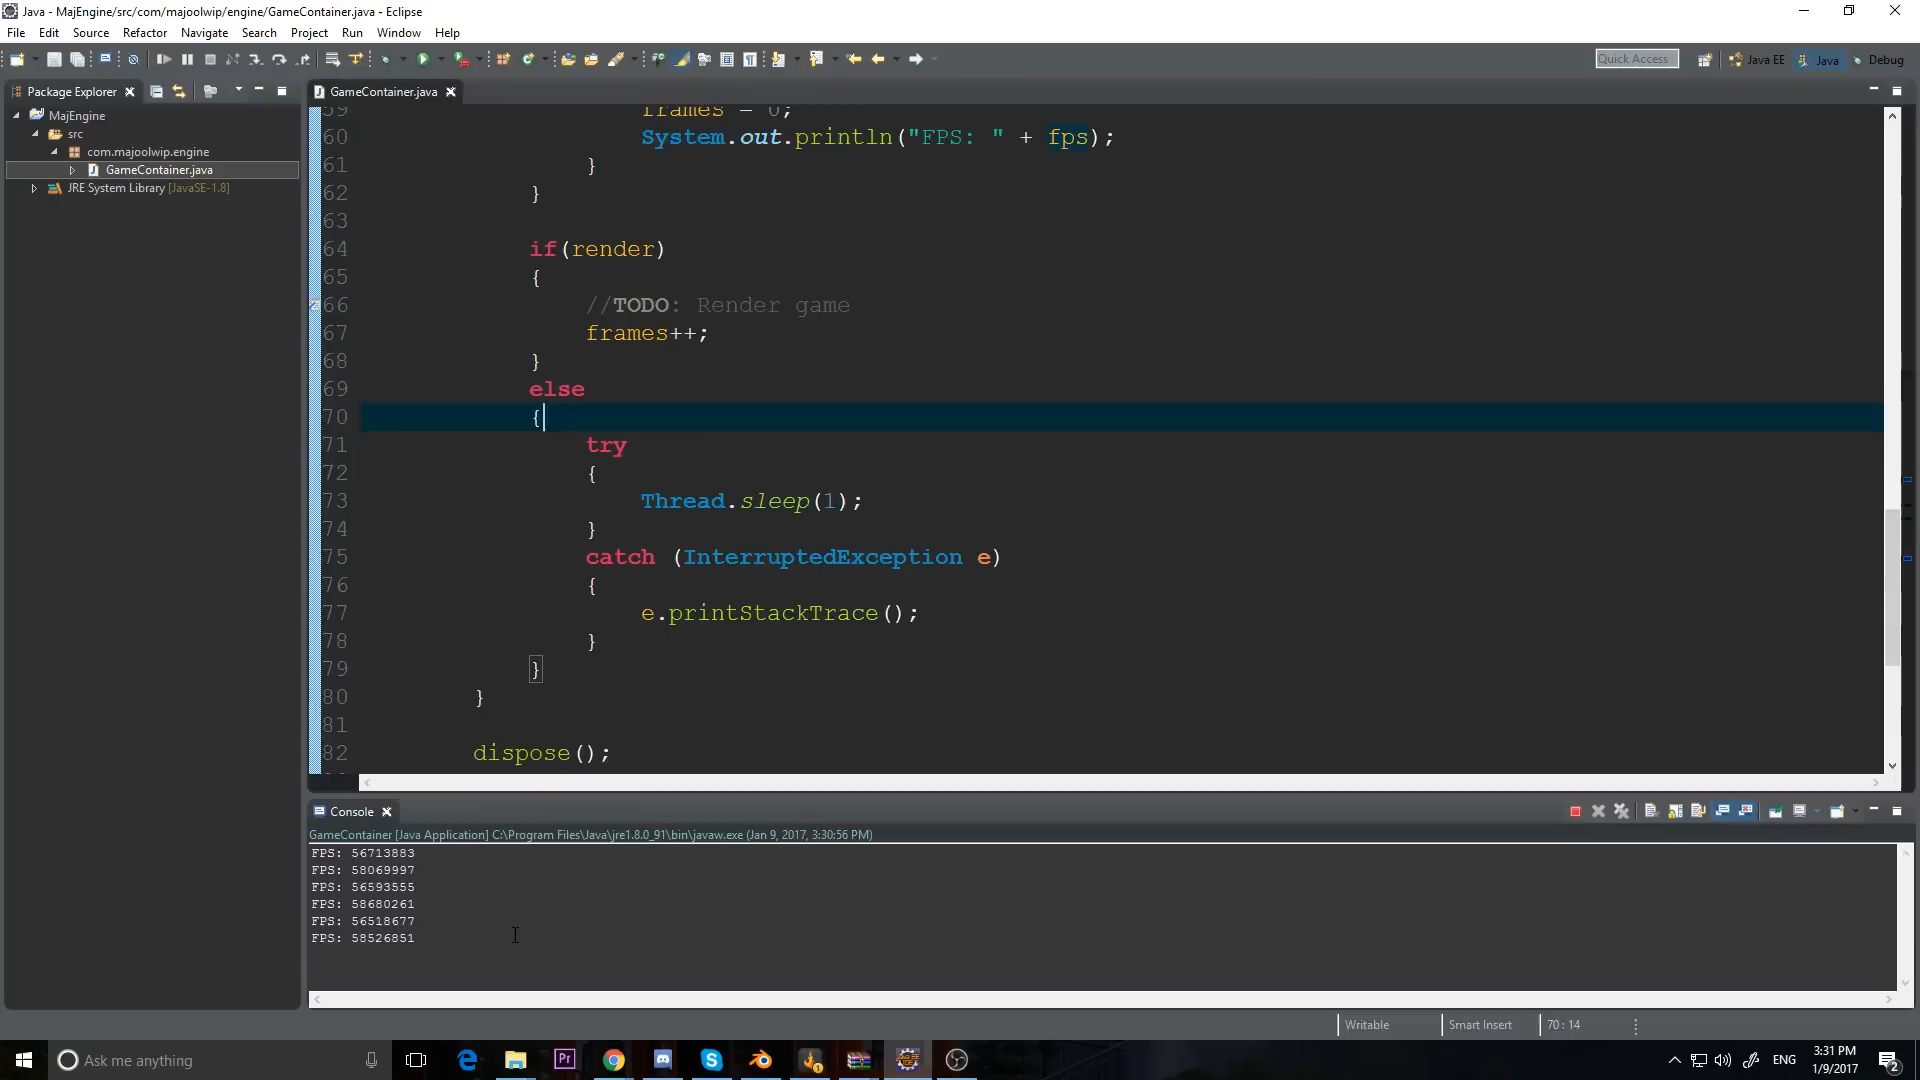 Java - MajEngine/src/com/majoolwip/engine/GameContainer.java - Eclipse
File Edit Source Refactor Navigate Search Project Run Window Help
Quick Access Java EE Java Debug
Package Explorer
GameContainer.java
MajEngine
src
com.majoolwip.engine
GameContainer.java
JRE System Library [JavaSE-1.8]
59 frames = 0;
60 System.out.println("FPS: " + fps);
61 }
62 }
63
64 if(render)
65 {
66 //TODO: Render game
67 frames++;
68 }
69 else
70 {
71 try
72 {
73 Thread.sleep(1);
74 }
75 catch (InterruptedException e)
76 {
77 e.printStackTrace();
78 }
79 }
80 }
81
82 dispose();
Console
GameContainer [Java Application] C:\Program Files\Java\jre1.8.0_91\bin\javaw.exe (Jan 9, 2017, 3:30:56 PM)
FPS: 56713883
FPS: 58069997
FPS: 56593555
FPS: 58680261
FPS: 56518677
FPS: 58526851
Writable Smart Insert 70 : 14
Ask me anything
Pr
ENG
3:31 PM
1/9/2017
2